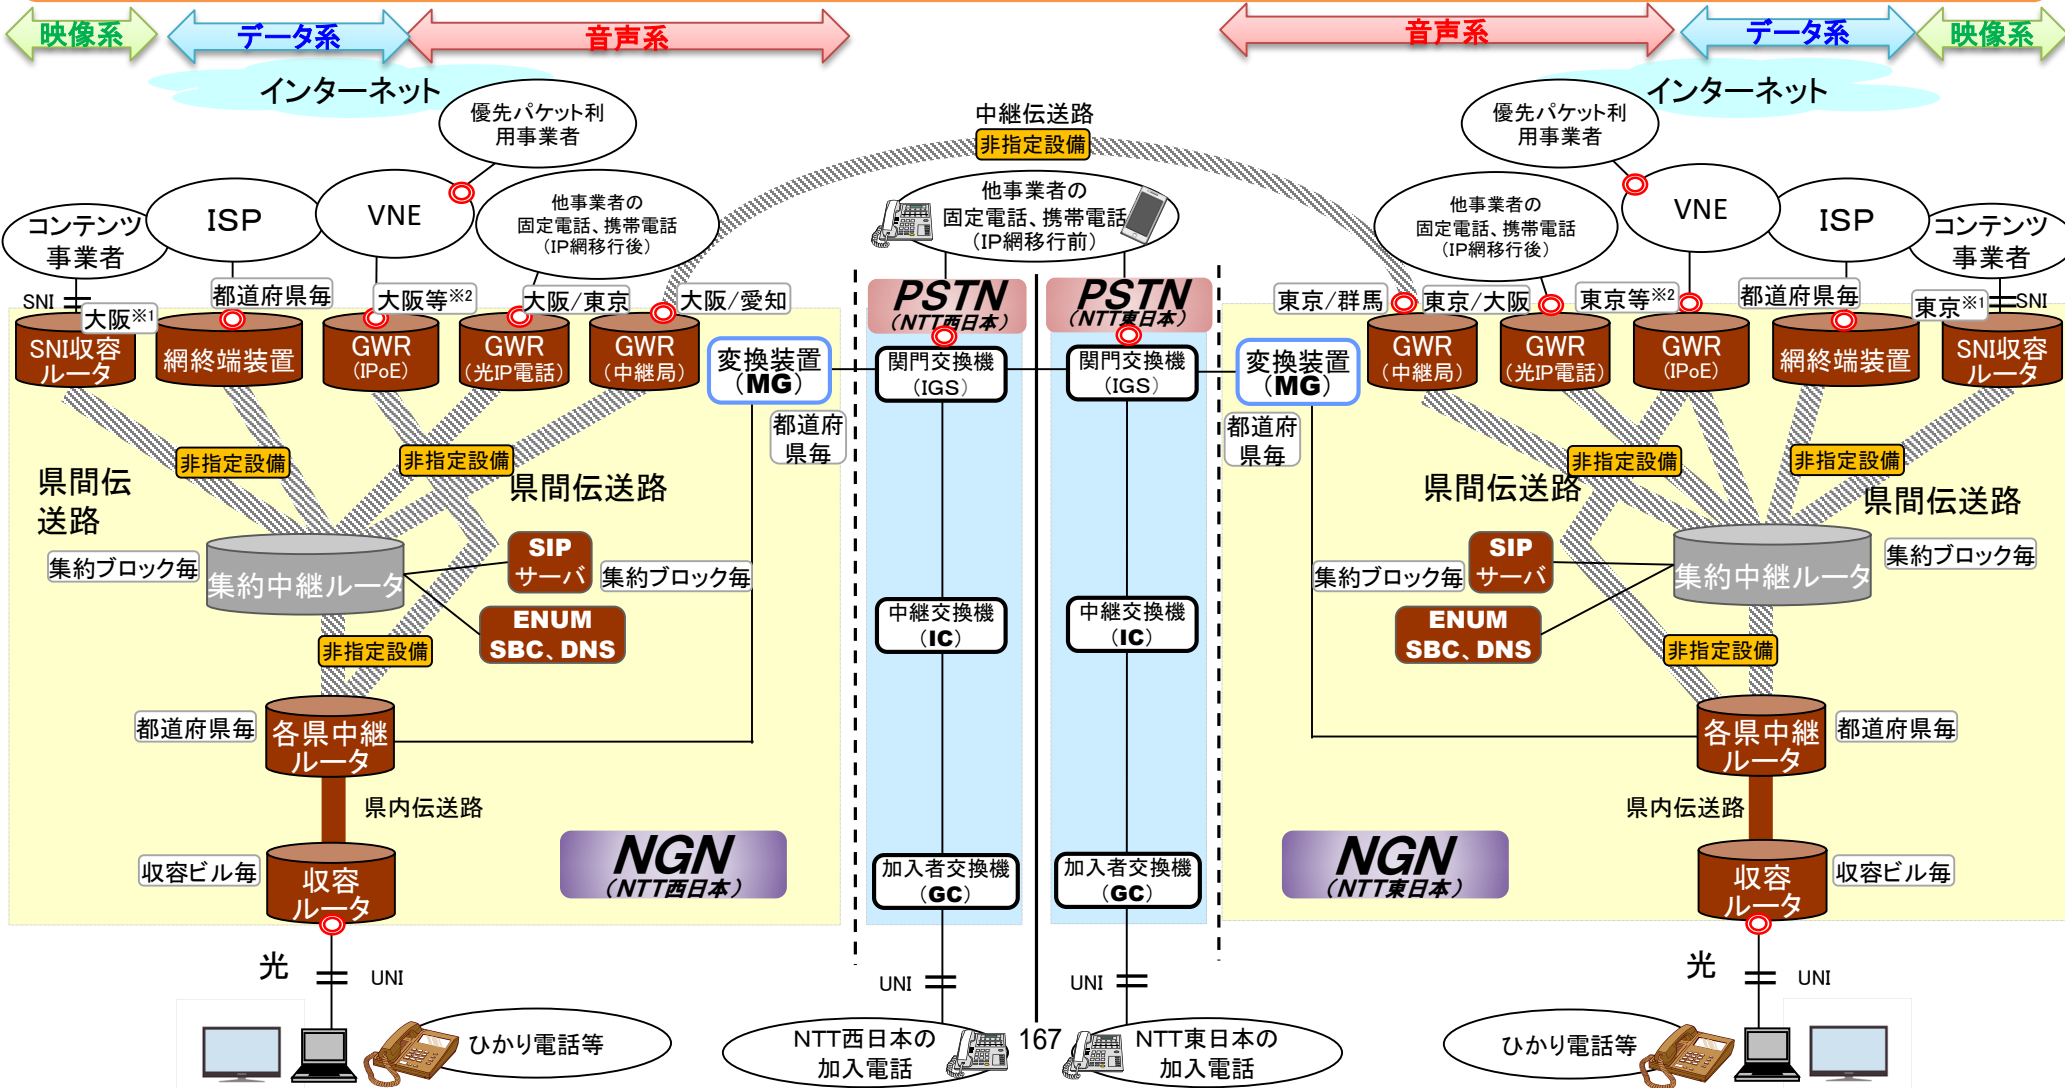 映像系
データ系
音声系
音声系
データ系
映像系
インターネット
インターネット
優先パケット利
用事業者
優先パケット利
用事業者
中継伝送路
非指定設備
コンテンツ
事業者
ISP
VNE
他事業者の
固定電話、携帯電話
(IP網移行後)
他事業者の
固定電話、携帯電話
(IP網移行前)
他事業者の
固定電話、携帯電話
(IP網移行後)
VNE
ISP
コンテンツ
事業者
SNI
大阪※1
都道府県毎
大阪等※2
大阪/東京
大阪/愛知
PSTN
(NTT西日本)
PSTN
(NTT東日本)
東京/群馬
東京/大阪
東京等※2
都道府県毎
東京※1
SNI
SNI収容
ルータ
網終端装置
GWR
(IPoE)
GWR
(光IP電話)
GWR
(中継局)
変換装置
(MG)
関門交換機
(IGS)
関門交換機
(IGS)
変換装置
(MG)
GWR
(中継局)
GWR
(光IP電話)
GWR
(IPoE)
網終端装置
SNI収容
ルータ
都道府
県毎
都道府
県毎
非指定設備
非指定設備
非指定設備
非指定設備
県間伝
送路
県間伝送路
県間伝送路
県間伝送路
集約ブロック毎
集約中継ルータ
SIP
サーバ
集約ブロック毎
ENUM
SBC、DNS
集約ブロック毎
SIP
サーバ
集約中継ルータ
集約ブロック毎
ENUM
SBC、DNS
中継交換機
(IC)
中継交換機
(IC)
非指定設備
非指定設備
都道府県毎
各県中継
ルータ
各県中継
ルータ
都道府県毎
県内伝送路
県内伝送路
NGN
(NTT西日本)
NGN
(NTT東日本)
収容ビル毎
収容
ルータ
加入者交換機
(GC)
加入者交換機
(GC)
収容
ルータ
収容ビル毎
光
UNI
UNI
UNI
光
UNI
ひかり電話等
NTT西日本の
加入電話
167
NTT東日本の
加入電話
ひかり電話等